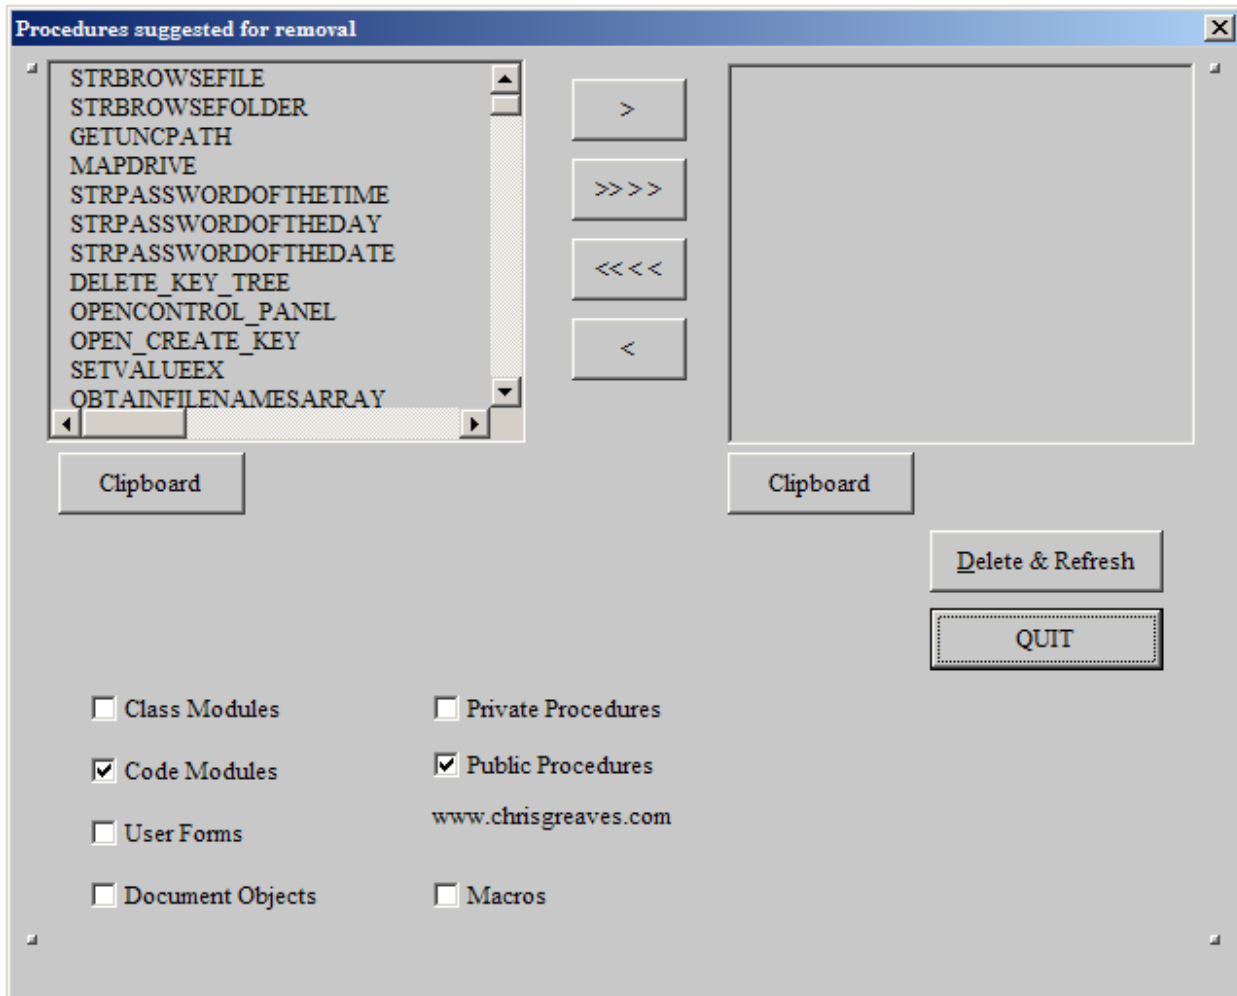 Procedures suggested for removal
STRBROWSEFILE
STRBROWSEFOLDER
GETUNCPATH
MAPDRIVE
STRPASSWORDOFTHETIME
STRPASSWORDOFTHEDAY
STRPASSWORDOFTHEDATE
DELETE_KEY_TREE
OPENCONTROL_PANEL
OPEN_CREATE_KEY
SETVALUEEX
OBTAINFILENAMESARRAY
>
>>>>
<<<<
<
Clipboard
Clipboard
Delete & Refresh
QUIT
Class Modules
Private Procedures
Code Modules
Public Procedures
www.chrisgreaves.com
User Forms
Document Objects
Macros